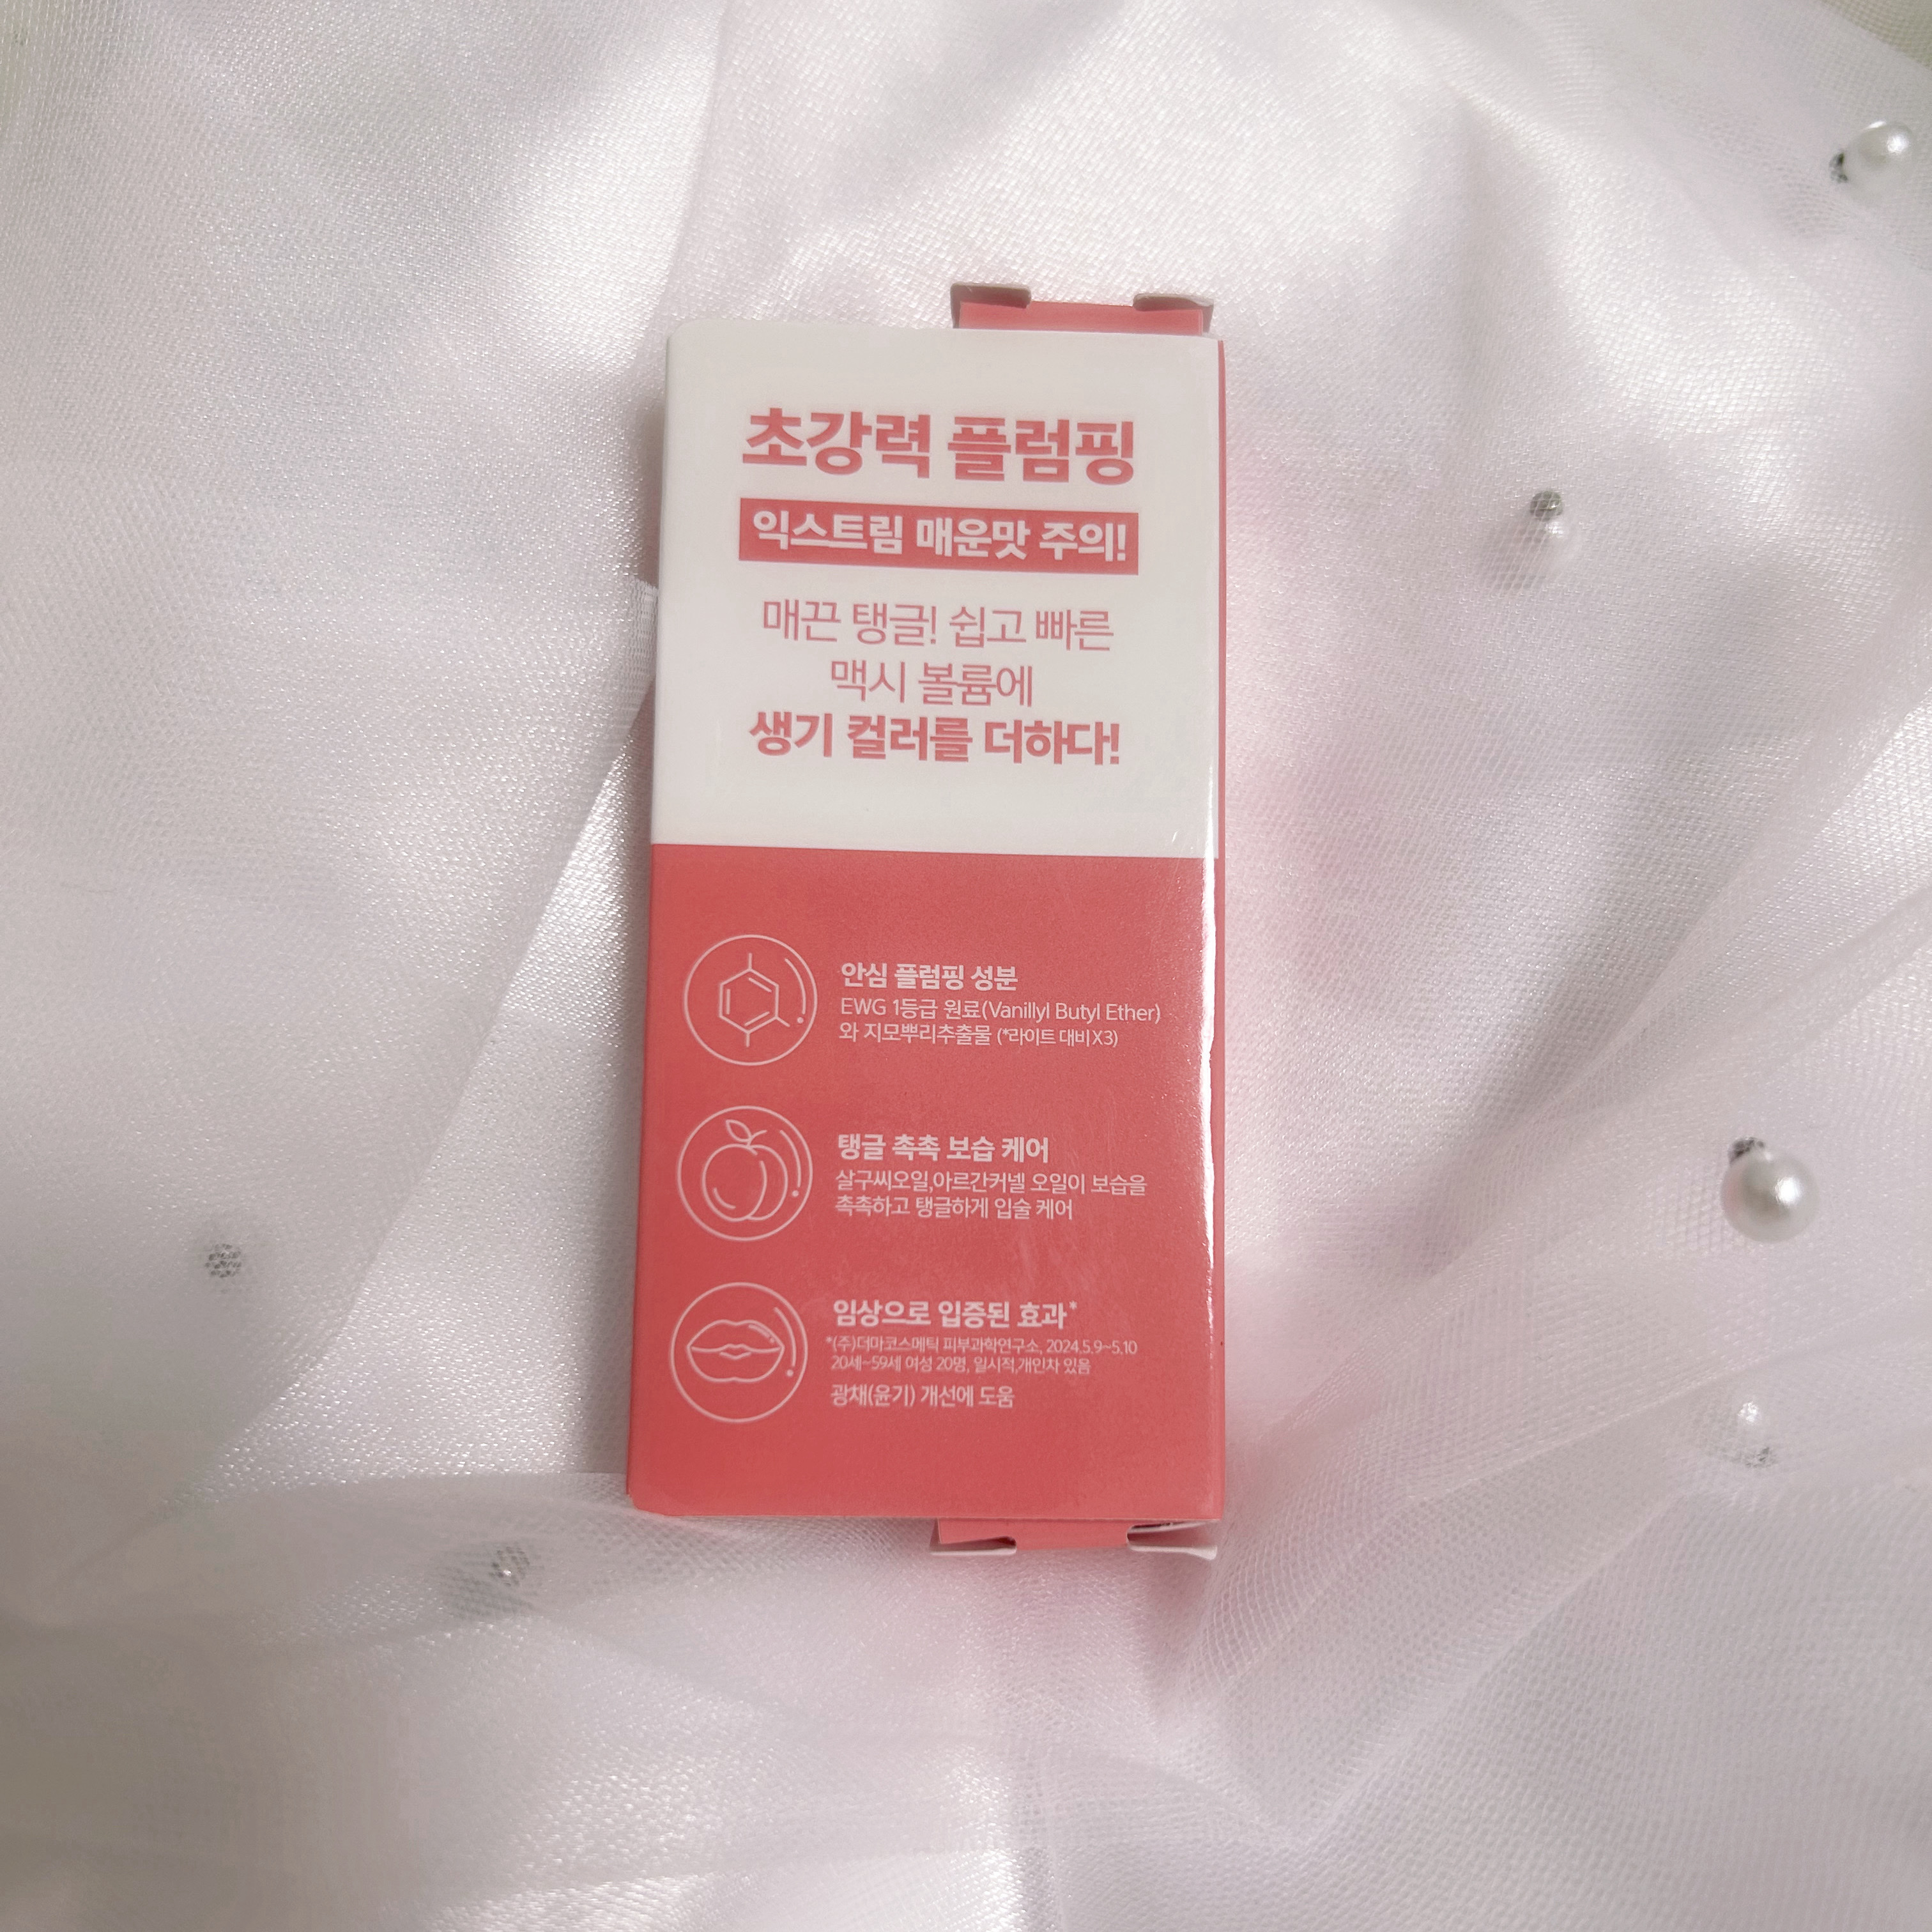 초강력 플럼핑
익스트림 매운맛 주의!
매끈 탱글! 쉽고 빠른
맥시 볼륨에
생기 컬러를 더하다!
안심 플럼핑 성분
EWG 1등급 원료(Vanillyl Butyl Ether)
와 지모뿌리추출물 (*라이트 대비 X3)
탱글 촉촉 보습 케어
살구씨오일,아르간커넬 오일이 보습을
촉촉하고 탱글하게 입술 케어
임상으로 입증된 효과*
*(주)더마코스메틱 피부과학연구소, 2024.5.9~5.10
20세~59세 여성 20명, 일시적,개인차 있음
광채(윤기) 개선에 도움